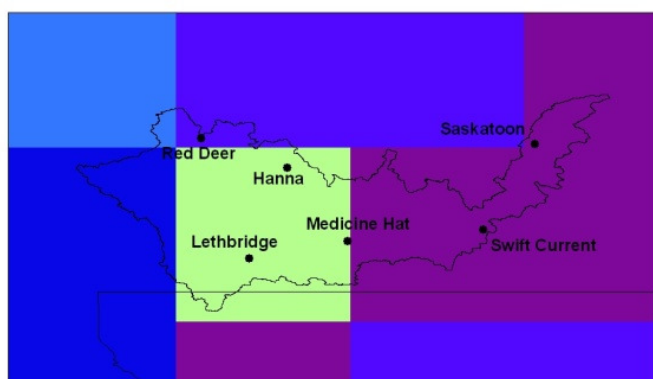 Saskatoon
Red Deer
Hanna
Medicine Hat
Lethbridge
Swift Current